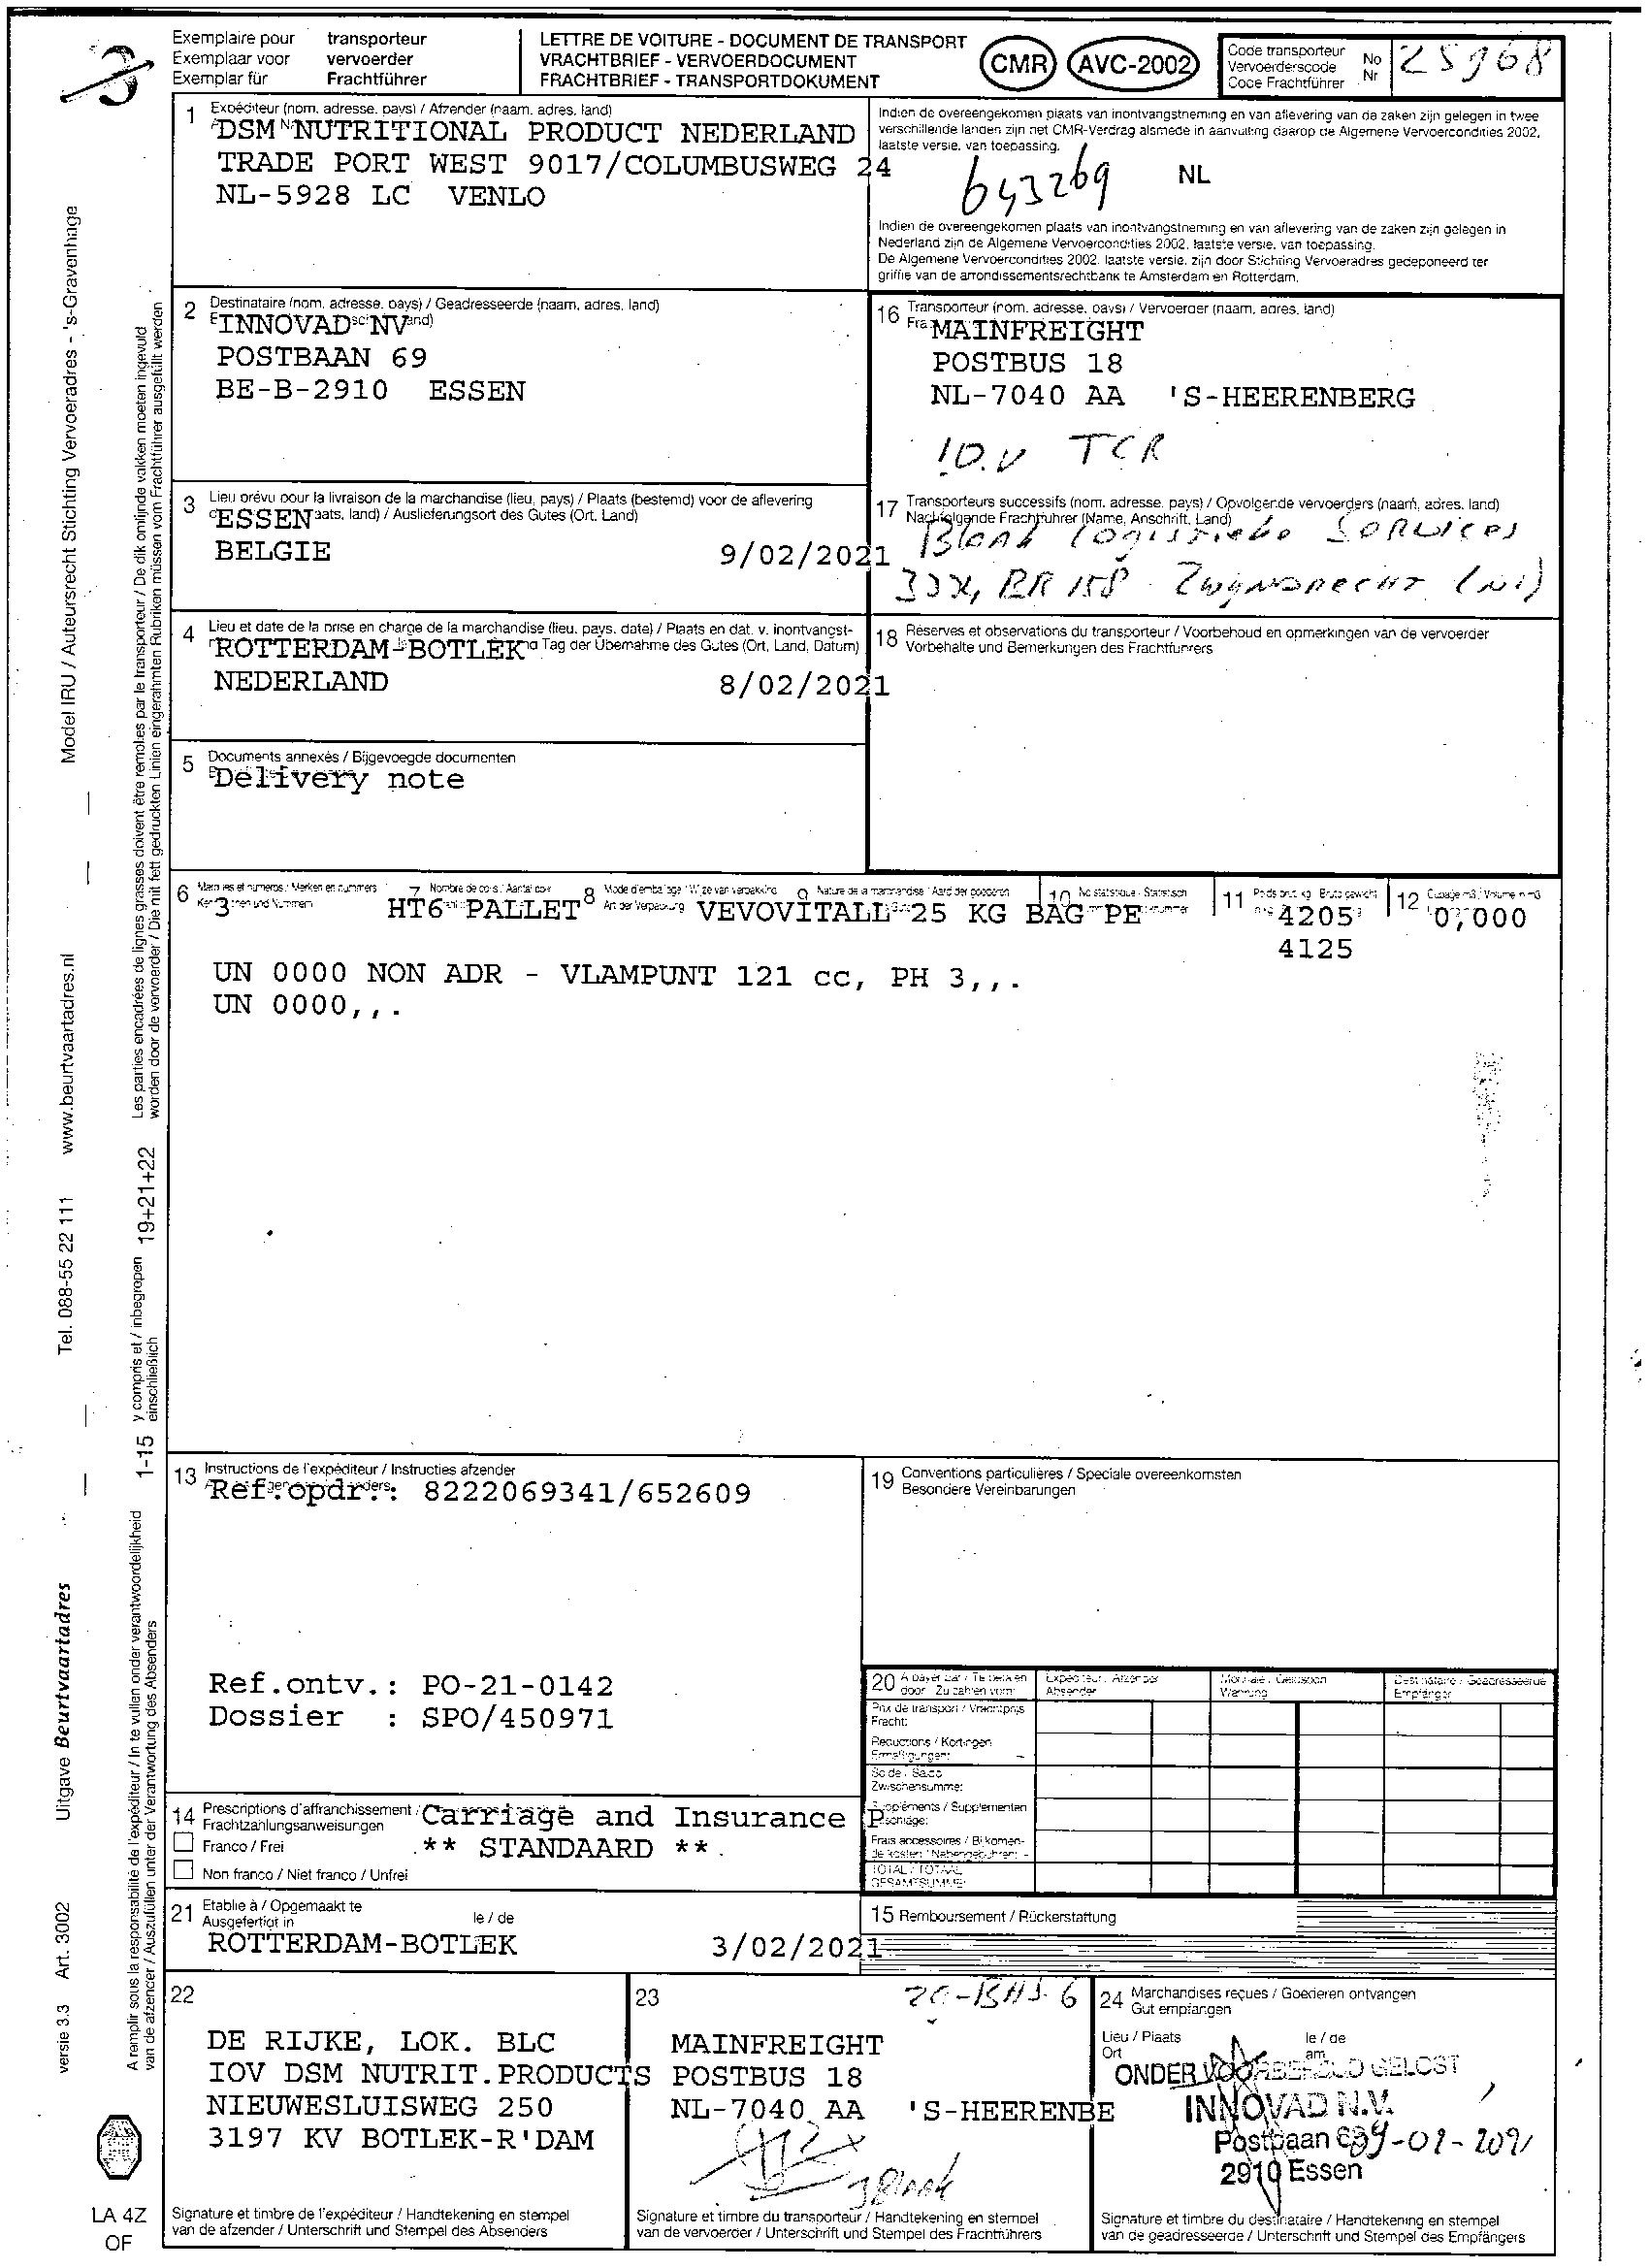 3
Exemplaire pour transporteur
Exemplaar voor vervoerder
Exemplar für Frachtführer
LETTRE DE VOITURE - DOCUMENT DE TRANSPORT
VRACHTBRIEF - VERVOERDOCUMENT
FRACHTBRIEF - TRANSPORTDOKUMENT
CMR AVC-2002
Code transporteur
Vervoerderscode
Code Frachtführer
No
Nr
25968
1 Expéditeur (nom, adresse, pays) / Afzender (naam, adres, land)
DSM NUTRITIONAL PRODUCT NEDERLAND
TRADE PORT WEST 9017/COLUMBUSWEG 24
NL-5928 LC VENLO
Indien de overeengekomen plaats van inontvangstneming en van aflevering van de zaken zijn gelegen in twee
verschillende landen zijn het CMR-Verdrag alsmede in aanvulling daarop de Algemene Vervoercondities 2002,
laatste versie, van toepassing.
643269 NL
Indien de overeengekomen plaats van inontvangstneming en van aflevering van de zaken zijn gelegen in
Nederland zijn de Algemene Vervoercondities 2002, laatste versie, van toepassing.
De Algemene Vervoercondities 2002, laatste versie, zijn door Stichting Vervoeradres gedeponeerd ter
griffie van de arrondissementsrechtbank te Amsterdam en Rotterdam.
2 Destinataire (nom, adresse, pays) / Geadresseerde (naam, adres, land)
INNOVAD NV
POSTBAAN 69
BE-B-2910 ESSEN
16 Transporteur (nom, adresse, pays) / Vervoerder (naam, adres, land)
MAINFREIGHT
POSTBUS 18
NL-7040 AA 'S-HEERENBERG
I.O.V TCR
3 Lieu prévu pour la livraison de la marchandise (lieu, pays) / Plaats (bestemd) voor de aflevering
ESSEN aats, land) / Auslieferungsort des Gutes (Ort, Land)
BELGIE 9/02/2021
17 Transporteurs successifs (nom, adresse, pays) / Opvolgende vervoerders (naam, adres, land)
Nachfolgende Frachtführer (Name, Anschrift, Land)
Blank Logistieke Services
BR 158 Zwijndrecht (Nl)
4 Lieu et date de la prise en charge de la marchandise (lieu, pays, date) / Plaats en dat. v. inontvangst-
ROTTERDAM-BOTLEK Tag der Übernahme des Gutes (Ort, Land, Datum)
NEDERLAND 8/02/2021
18 Réserves et observations du transporteur / Voorbehoud en opmerkingen van de vervoerder
Vorbehalte und Bemerkungen des Frachtführers
5 Documents annexés / Bijgevoegde documenten
Delivery note
6 Marques et numéros / Merken en nummers 7 Nombre de colis / Aantal colli 8 Mode d'emballage / Wijze van verpakking 9 Nature de la marchandise / Aard der goederen 10 No statistique / Statistisch 11 Poids brut, kg / Bruto gewicht 12 Cubage m3 / Volume in m3
3 HT6 PALLET VEVOVITALL 25 KG BAG PE 4205 0,000
4125
UN 0000 NON ADR - VLAMPUNT 121 cc, PH 3,,.
UN 0000,,.
13 Instructions de l'expéditeur / Instructies afzender
Ref.opdr.: 8222069341/652609
19 Conventions particulières / Speciale overeenkomsten
Besondere Vereinbarungen
Ref.ontv.: PO-21-0142
Dossier : SPO/450971
20 A payer par / Te betalen door / Zu zahlen vom: Expéditeur / Afzender Absender Monnaie / Geldsoort Währung Destinataire / Geadresseerde Empfänger
Prix de transport / Vrachtprijs
Fracht:
Réductions / Kortingen
Ermäßigungen: -
Solde / Saldo
Zwischensumme:
Suppléments / Supplementen
Frais accessoires / Bijkomen-
de kosten / Nebengebühren: -
TOTAL / TOTAAL
GESAMTSUMME:
14 Prescriptions d'affranchissement / Carriage and Insurance P
Frachtzahlungsanweisungen
Franco / Frei ** STANDAARD **
Non franco / Niet franco / Unfrei
21 Etablie à / Opgemaakt te le / de
Ausgefertigt in
ROTTERDAM-BOTLEK 3/02/2021
15 Remboursement / Rückerstattung
22
DE RIJKE, LOK. BLC
IOV DSM NUTRIT.PRODUCTS
NIEUWESLUISWEG 250
3197 KV BOTLEK-R'DAM
Signature et timbre de l'expéditeur / Handtekening en stempel
van de afzender / Unterschrift und Stempel des Absenders
23
MAINFREIGHT
POSTBUS 18
NL-7040 AA 'S-HEERENBE
JBlank
Signature et timbre du transporteur / Handtekening en stempel
van de vervoerder / Unterschrift und Stempel des Frachtführers
24 Marchandises reçues / Goederen ontvangen
Gut empfangen
Lieu / Plaats le / de
Ort am
ONDER VOORBEHOUD GELOST
INNOVAD N.V.
Postbaan 69 9-02-2021
2910 Essen
Signature et timbre du destinataire / Handtekening en stempel
van de geadresseerde / Unterschrift und Stempel des Empfängers
Model IRU / Auteursrecht Stichting Vervoeradres - 's-Gravenhage
www.beurtvaartadres.nl
Tel. 088-55 22 111
Uitgave Beurtvaartadres
Art. 3002
versie 3.3
Les parties encadrées de lignes grasses doivent être remplies par le transporteur / De dik omlijnde vakken moeten ingevuld
worden door de vervoerder / Die mit fett gedruckten Linien eingerahmten Rubriken müssen vom Frachtführer ausgefüllt werden
19+21+22
1-15 y compris et / inbegrepen
einschließlich
A remplir sous la responsabilité de l'expéditeur / In te vullen onder verantwoordelijkheid
van de afzender / Auszufüllen unter der Verantwortung des Absenders
LA 4Z
OF